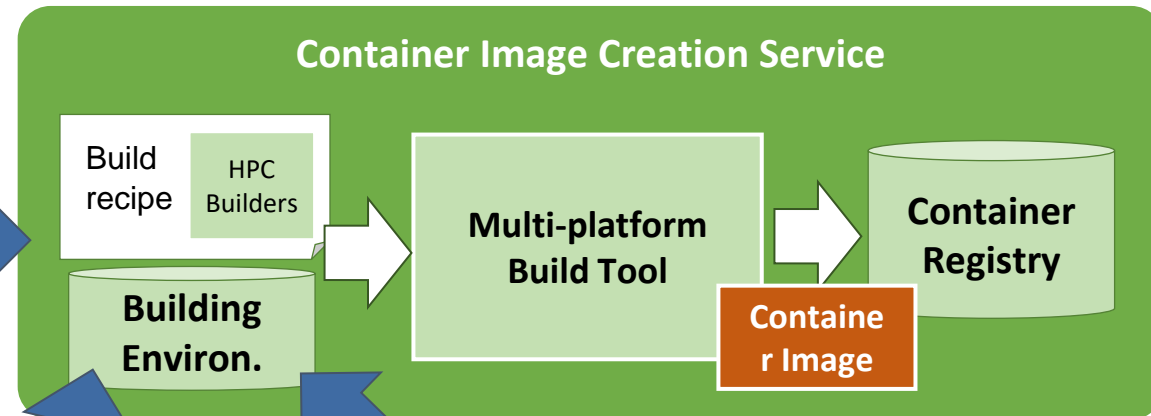 Container Image Creation Service
Build
recipe
HPC
Builders
Building
Environ.
Multi-platform
Build Tool
Containe
r Image
Container
Registry